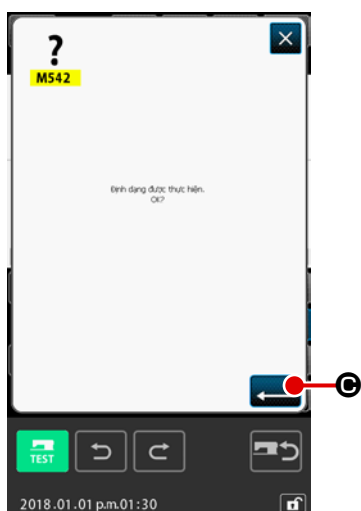 ?
M542
Định dạng được thực hiện.
OK?
C
TEST
2018.01.01 p.m.01:30